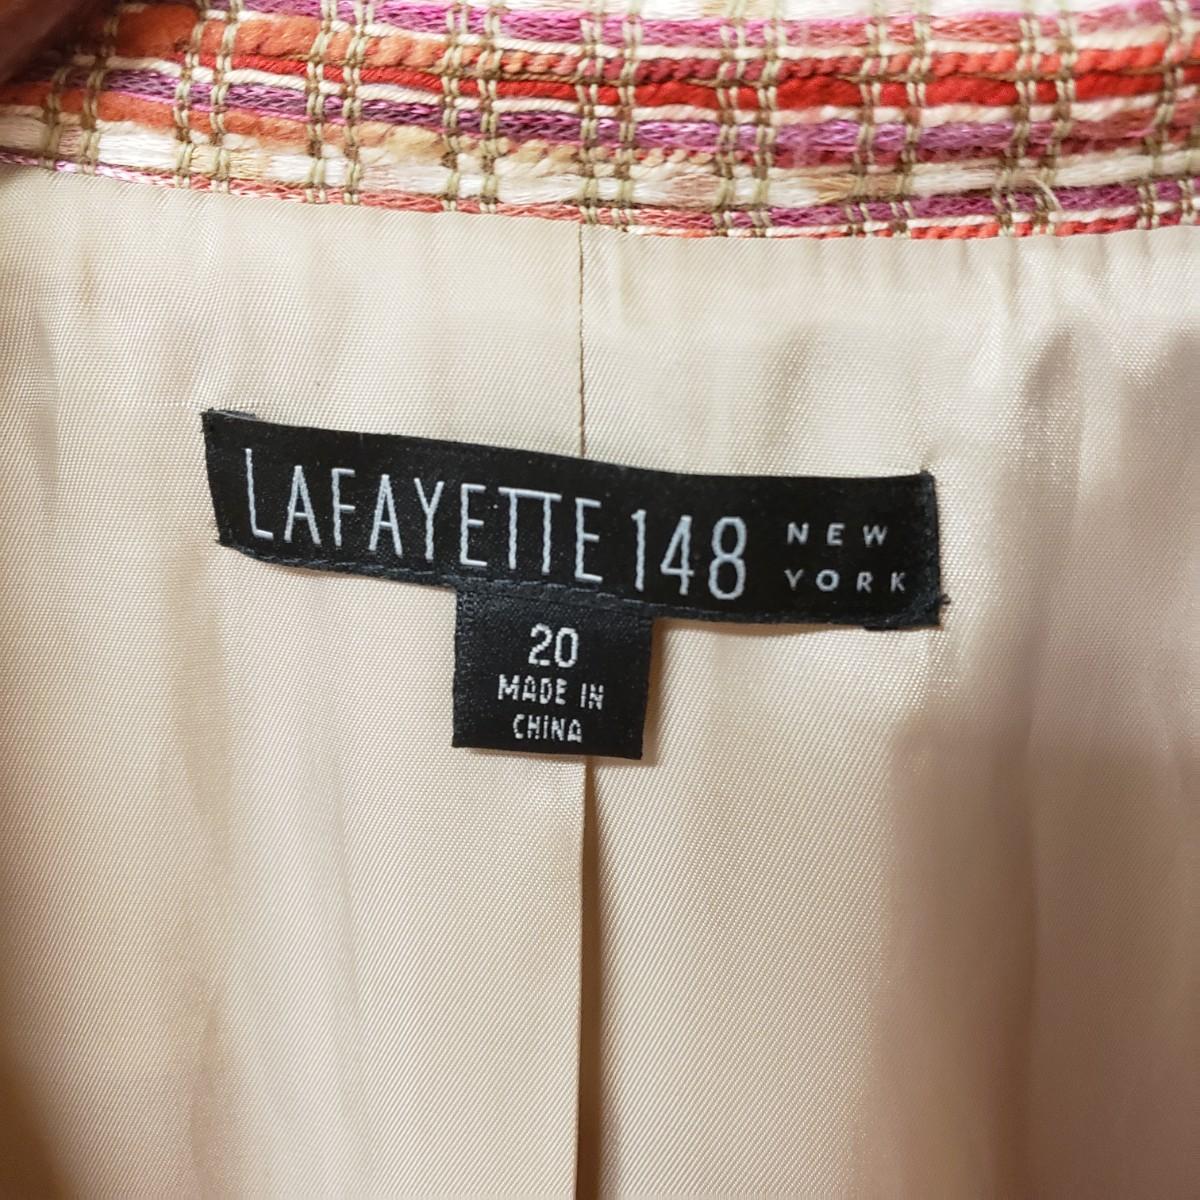 LAFAYETTE 148 NEW YORK
20
MADE IN
CHINA